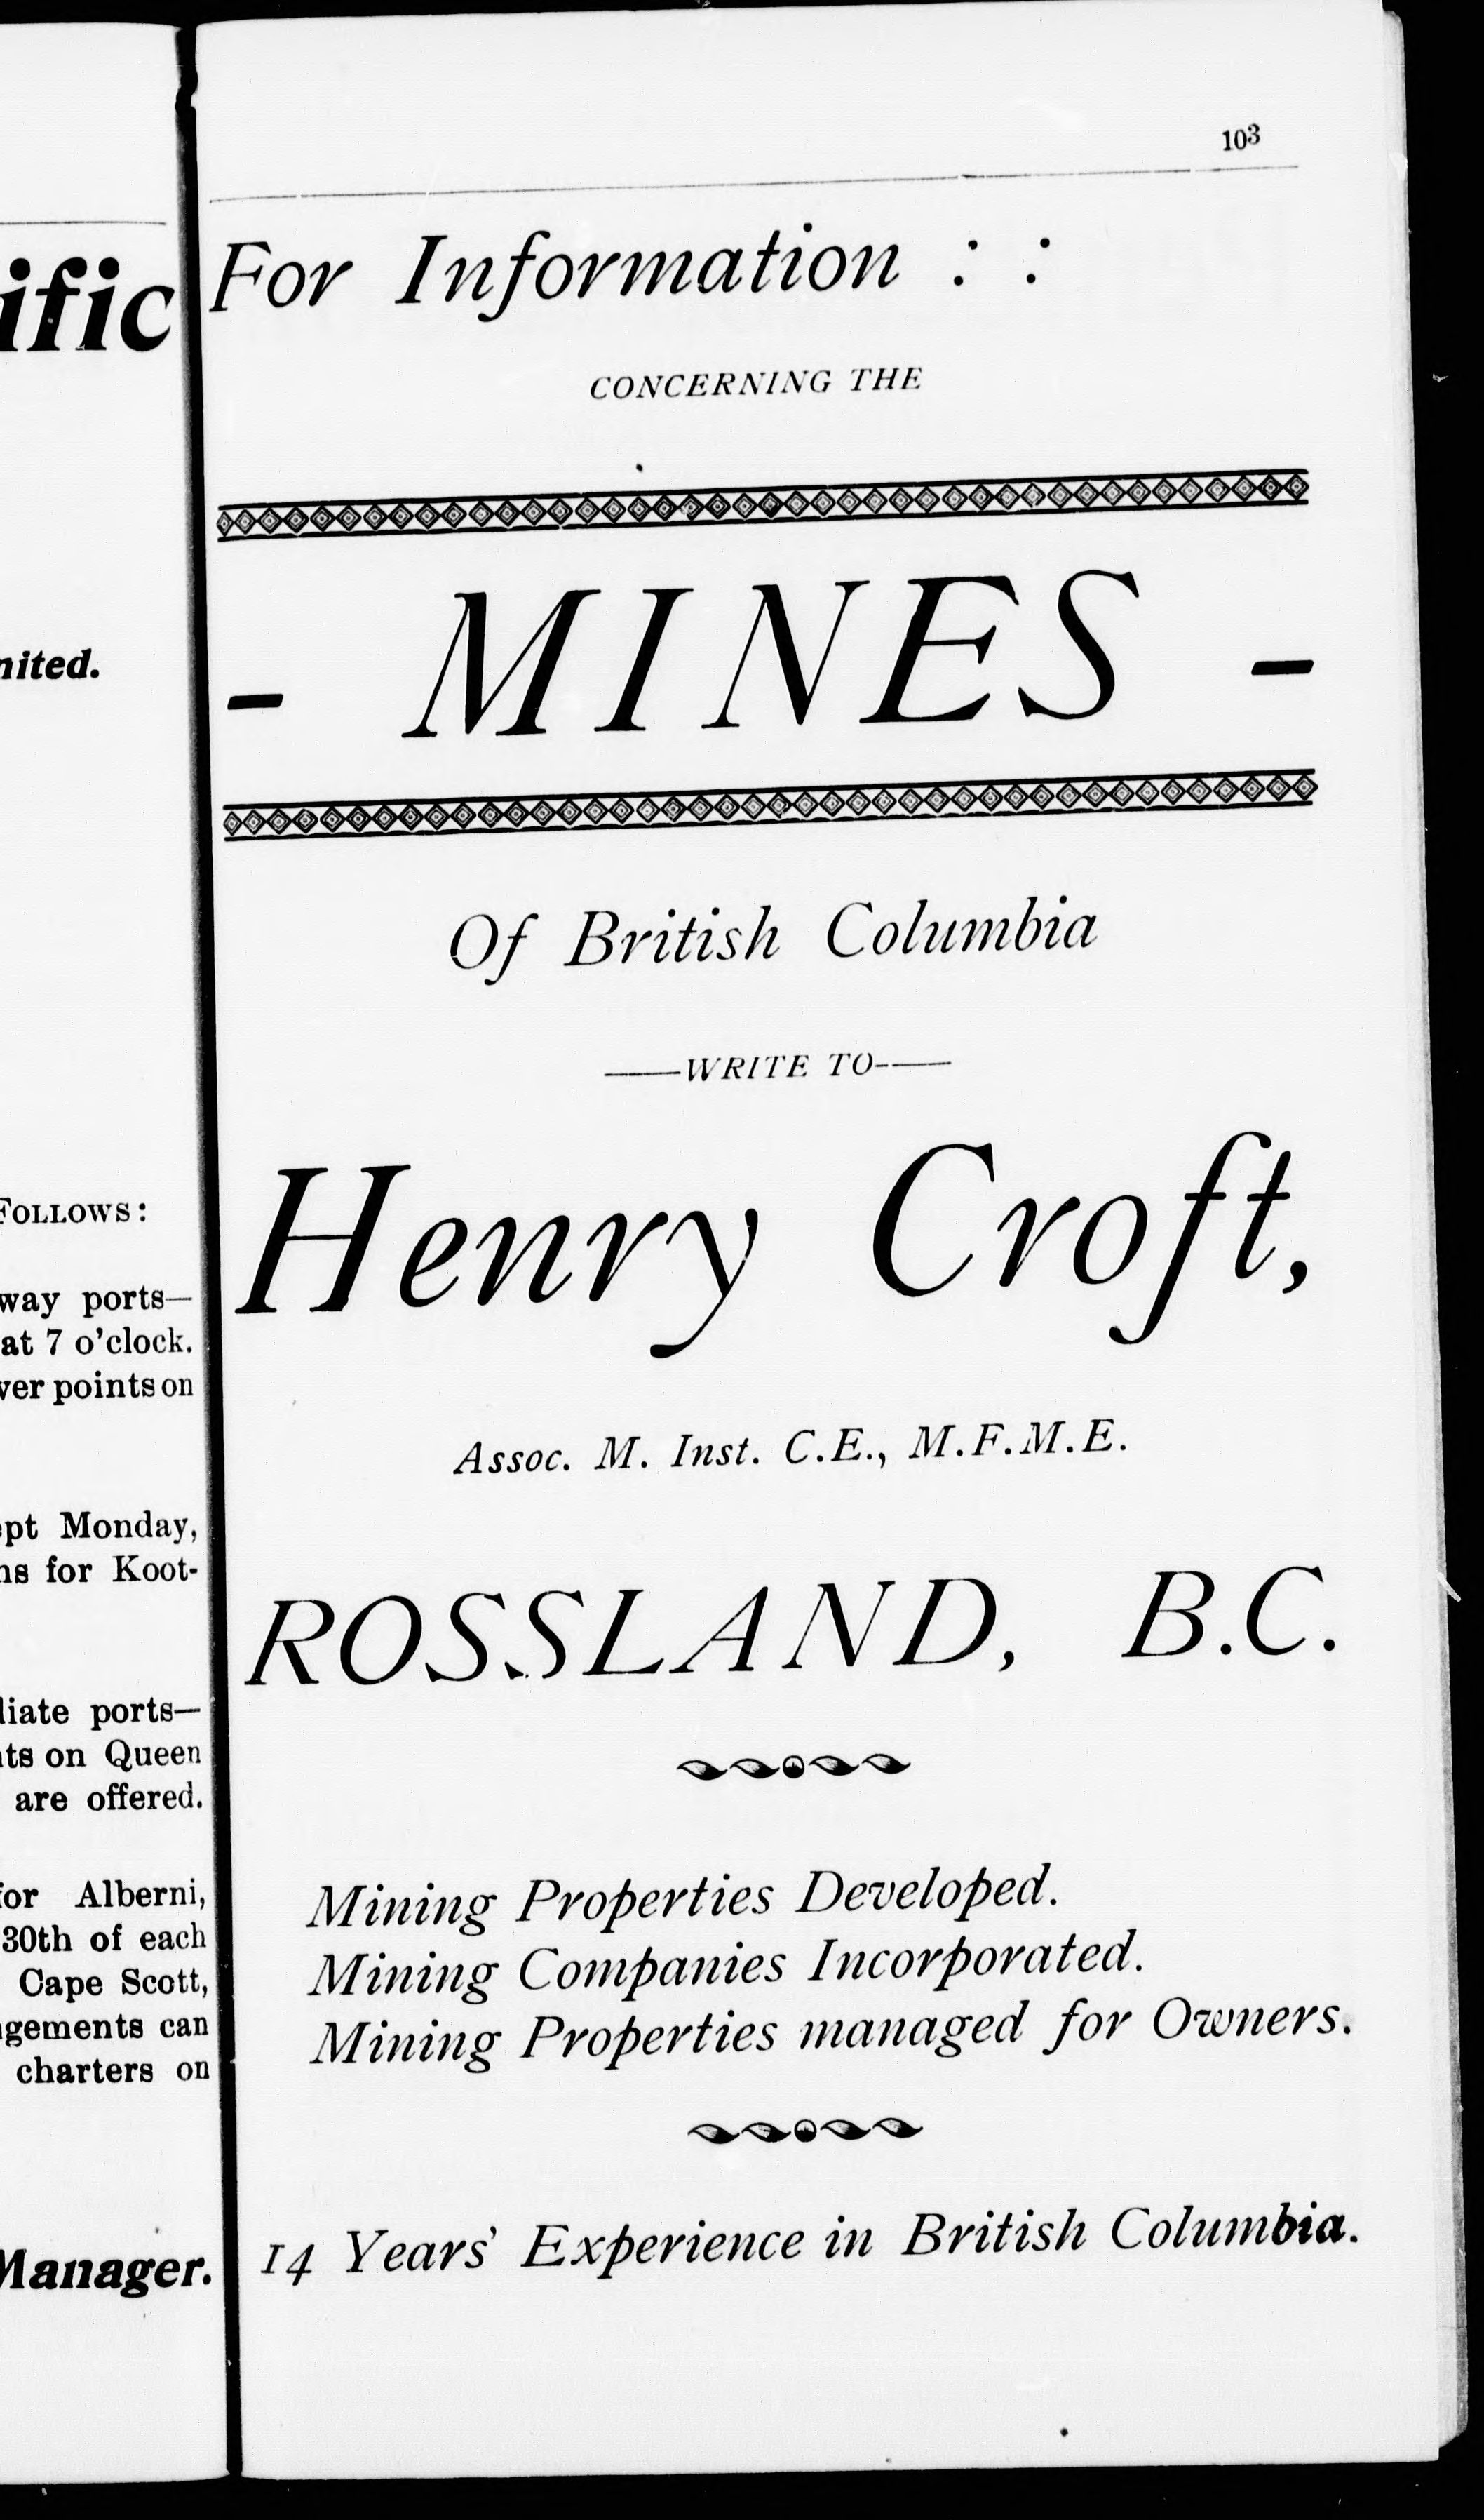 ific
nited.
FOLLOWS:
way ports—
at 7 o'clock.
ver points on
ept Monday,
ns for Koot-
liate ports—
ts on Queen
are offered.
for Alberni,
30th of each
Cape Scott,
gements can
charters on
Manager.
103
For Information : :
CONCERNING THE
- MINES -
Of British Columbia
——WRITE TO——
Henry Croft,
Assoc. M. Inst. C.E., M.F.M.E.
ROSSLAND, B.C.
Mining Properties Developed.
Mining Companies Incorporated.
Mining Properties managed for Owners.
14 Years' Experience in British Columbia.